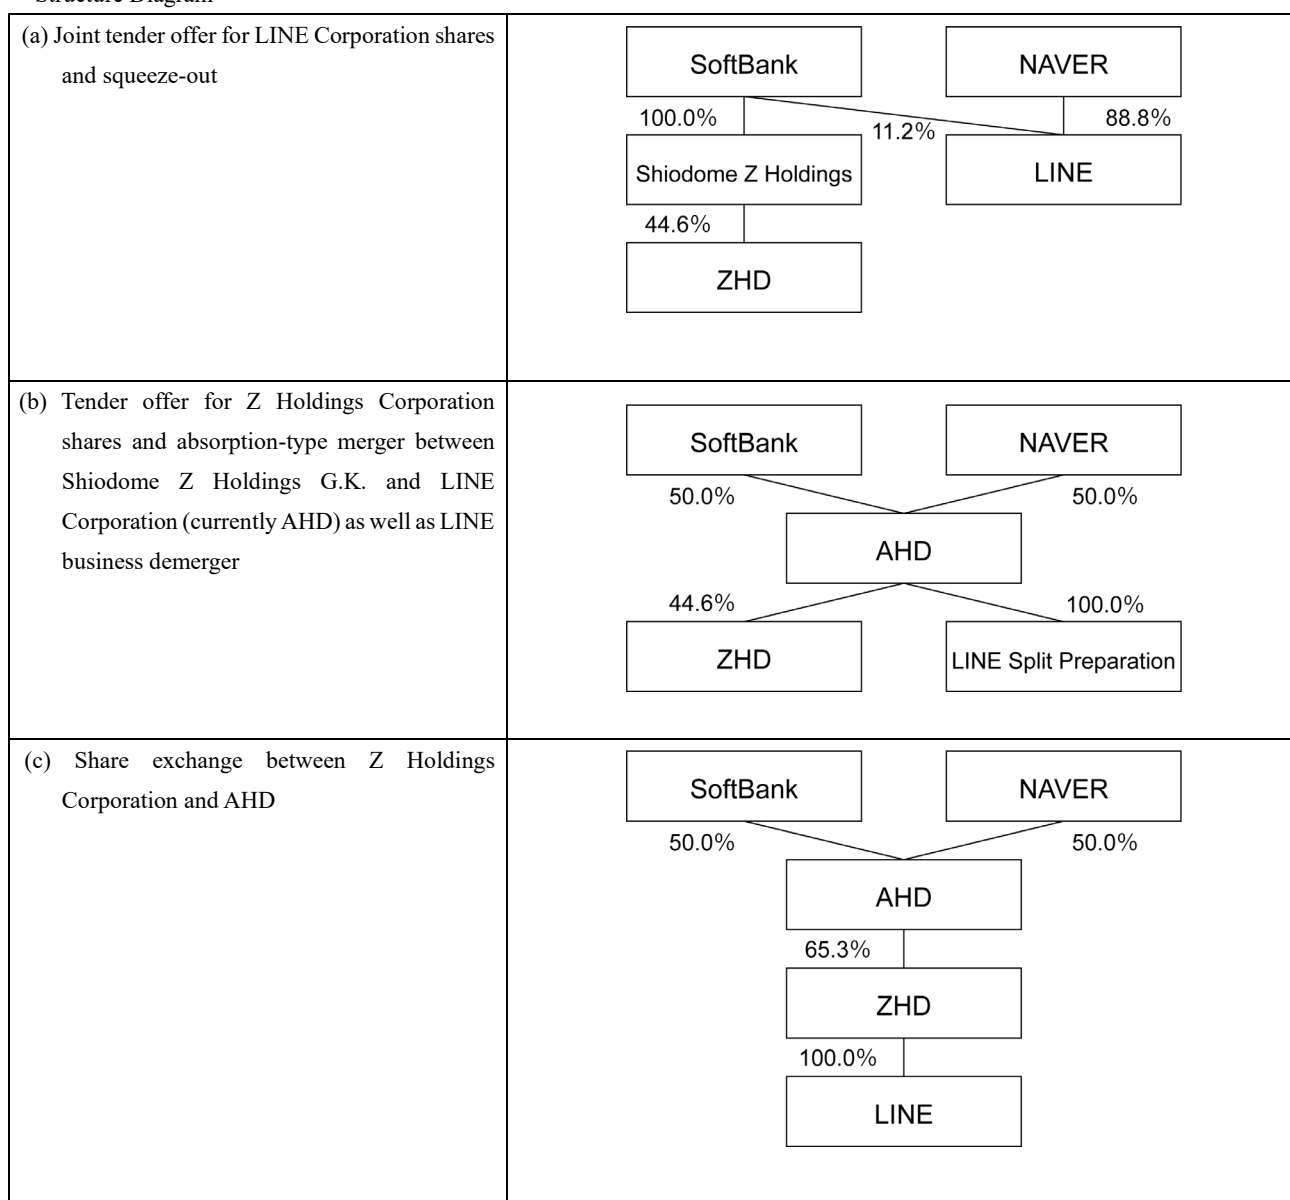 Structure Diagram
(a) Joint tender offer for LINE Corporation shares
and squeeze-out
SoftBank
NAVER
100.0%
11.2%
88.8%
Shiodome Z Holdings
LINE
44.6%
ZHD
(b) Tender offer for Z Holdings Corporation
shares and absorption-type merger between
Shiodome Z Holdings G.K. and LINE
Corporation (currently AHD) as well as LINE
business demerger
SoftBank
NAVER
50.0%
50.0%
AHD
44.6%
100.0%
ZHD
LINE Split Preparation
(c) Share exchange between Z Holdings
Corporation and AHD
SoftBank
NAVER
50.0%
50.0%
AHD
65.3%
ZHD
100.0%
LINE